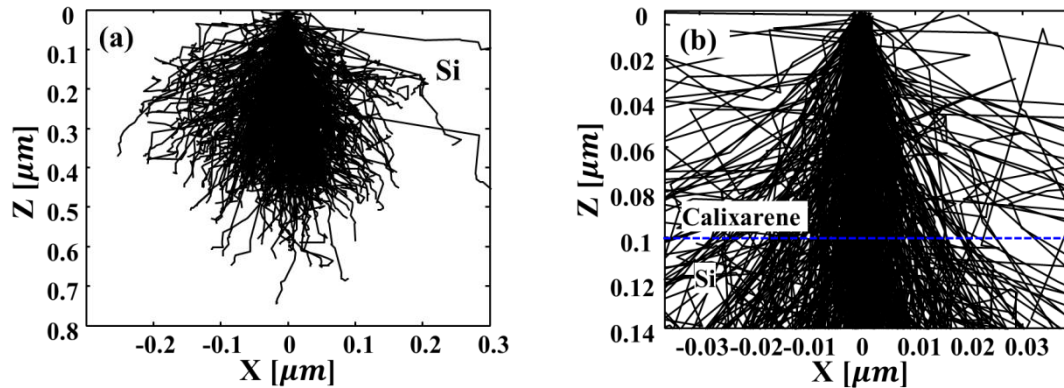 (a)
Si
Z [μm]
0
0.1
0.2
0.3
0.4
0.5
0.6
0.7
0.8
-0.2 -0.1 0 0.1 0.2 0.3
X [μm]
(b)
Z [μm]
0
0.02
0.04
0.06
0.08
0.1
0.12
0.14
Calixarene
Si
-0.03 -0.02 -0.01 0 0.01 0.02 0.03
X [μm]